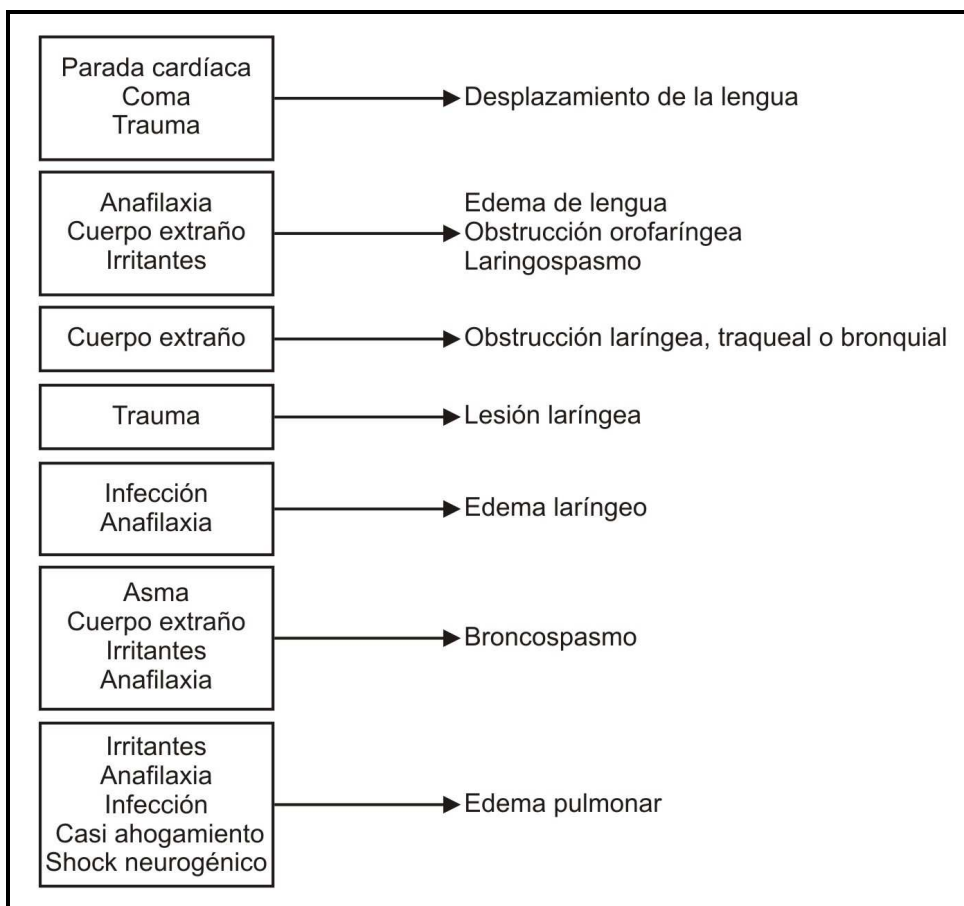 Parada cardíaca
Coma
Trauma
Desplazamiento de la lengua
Anafilaxia
Cuerpo extraño
Irritantes
Edema de lengua
Obstrucción orofaríngea
Laringospasmo
Cuerpo extraño
Obstrucción laríngea, traqueal o bronquial
Trauma
Lesión laríngea
Infección
Anafilaxia
Edema laríngeo
Asma
Cuerpo extraño
Irritantes
Anafilaxia
Broncospasmo
Irritantes
Anafilaxia
Infección
Casi ahogamiento
Shock neurogénico
Edema pulmonar